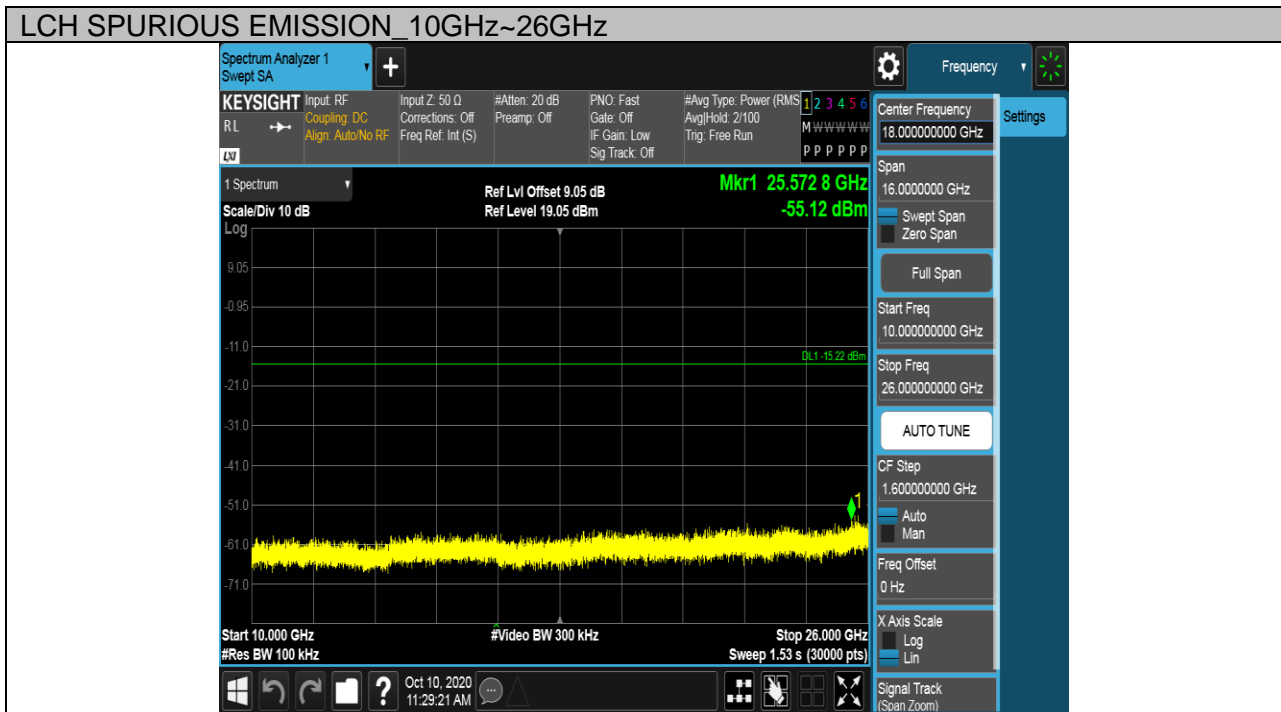 LCH SPURIOUS EMISSION_10GHz~26GHz
Spectrum Analyzer 1
Swept SA
+
Frequency
KEYSIGHT
RL
LXI
Input: RF
Coupling: DC
Align: Auto/No RF
Input Z: 50 Ω
Corrections: Off
Freq Ref: Int (S)
#Atten: 20 dB
Preamp: Off
PNO: Fast
Gate: Off
IF Gain: Low
Sig Track: Off
#Avg Type: Power (RMS
Avg|Hold: 2/100
Trig: Free Run
1 2 3 4 5 6
M W W W W W
P P P P P P
Center Frequency
18.000000000 GHz
Settings
1 Spectrum
Scale/Div 10 dB
Ref Lvl Offset 9.05 dB
Ref Level 19.05 dBm
Mkr1 25.572 8 GHz
-55.12 dBm
Span
16.0000000 GHz
Swept Span
Zero Span
Full Span
Start Freq
10.000000000 GHz
Stop Freq
26.000000000 GHz
AUTO TUNE
CF Step
1.600000000 GHz
Auto
Man
Freq Offset
0 Hz
X Axis Scale
Log
Lin
Signal Track
(Span Zoom)
Log
9.05
-0.95
-11.0
DL1 -15.22 dBm
-21.0
-31.0
-41.0
-51.0
1
-61.0
-71.0
Start 10.000 GHz
#Res BW 100 kHz
#Video BW 300 kHz
Stop 26.000 GHz
Sweep 1.53 s (30000 pts)
?
Oct 10, 2020
11:29:21 AM